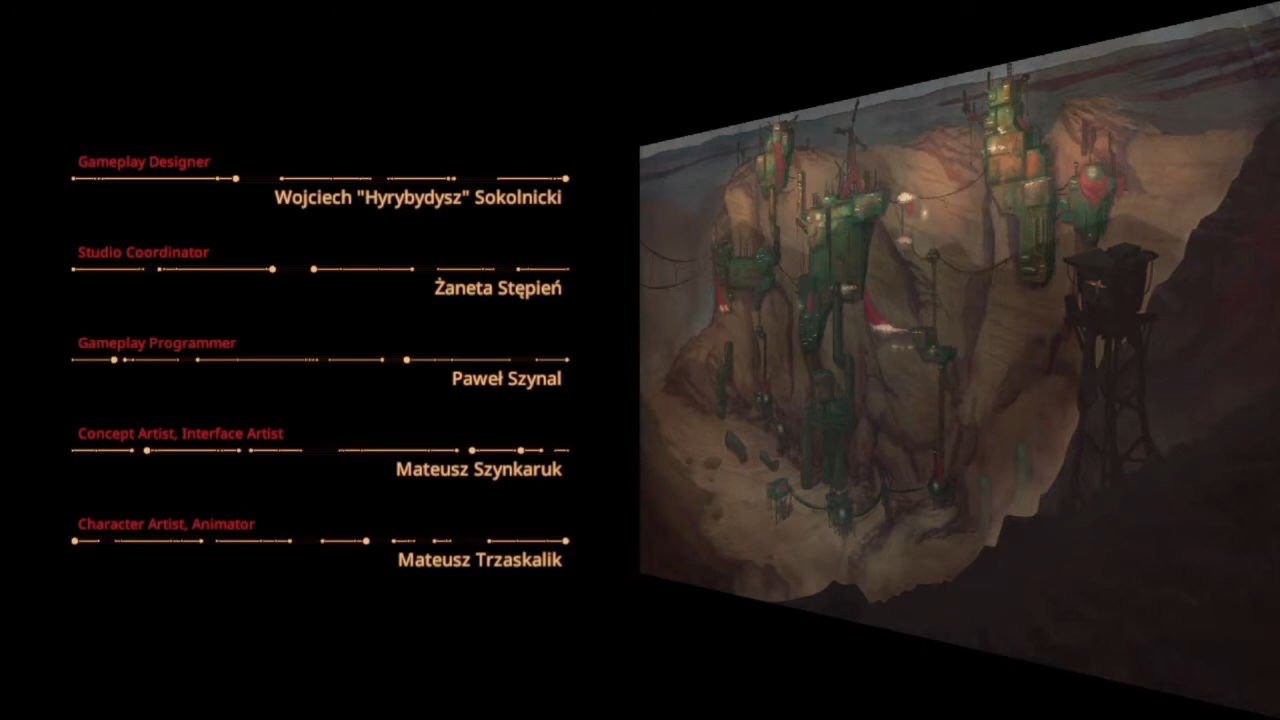 Gameplay Designer
Wojciech "Hyrybydysz" Sokolnicki
Studio Coordinator
Żaneta Stępień
Gameplay Programmer
Paweł Szynal
Concept Artist, Interface Artist
Mateusz Szynkaruk
Character Artist, Animator
Mateusz Trzaskalik